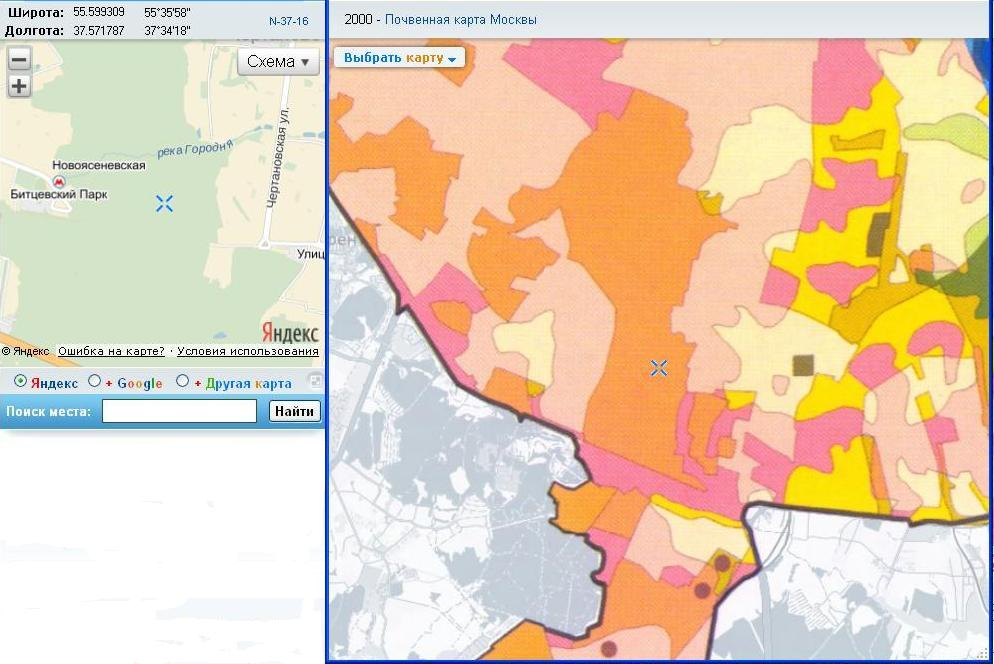 Широта: 55.599309 55°35'58" N-37-16
Долгота: 37.571787 37°34'18"
2000 - Почвенная карта Москвы
Схема ▼
Выбрать карту
река Городня
Чертановская ул.
Новоясеневская
Битцевский Парк
Улиц
Яндекс
© Яндекс Ошибка на карте? · Условия использования
Яндекс + Google + Другая карта
Поиск места: Найти